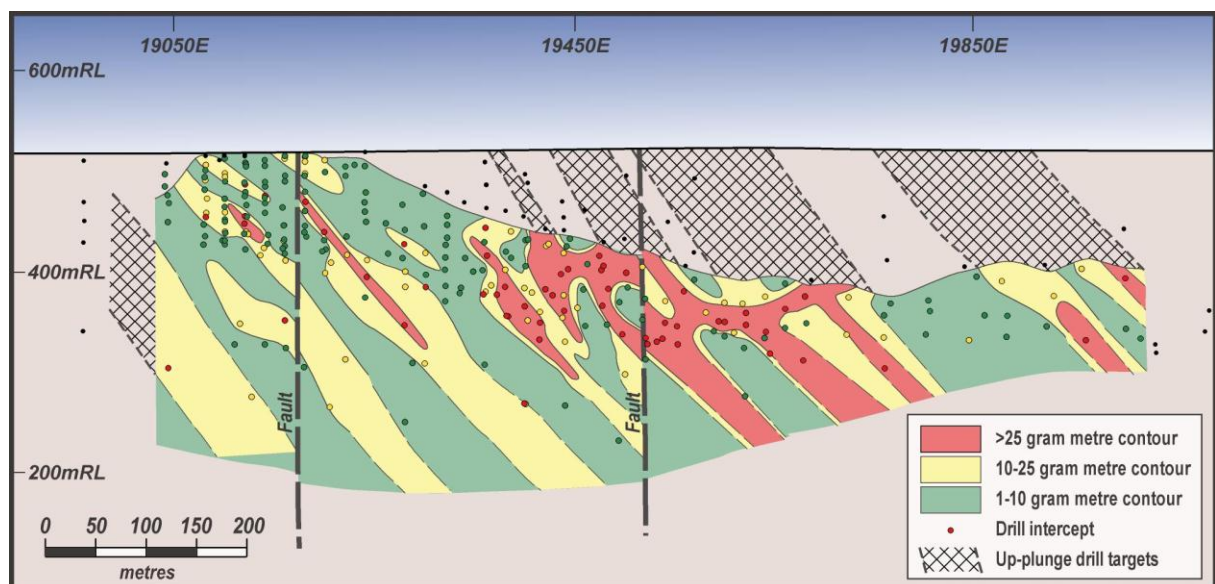 19050E 19450E 19850E
600mRL
400mRL
200mRL
Fault
Fault
0 50 100 150 200
metres
>25 gram metre contour
10-25 gram metre contour
1-10 gram metre contour
Drill intercept
Up-plunge drill targets